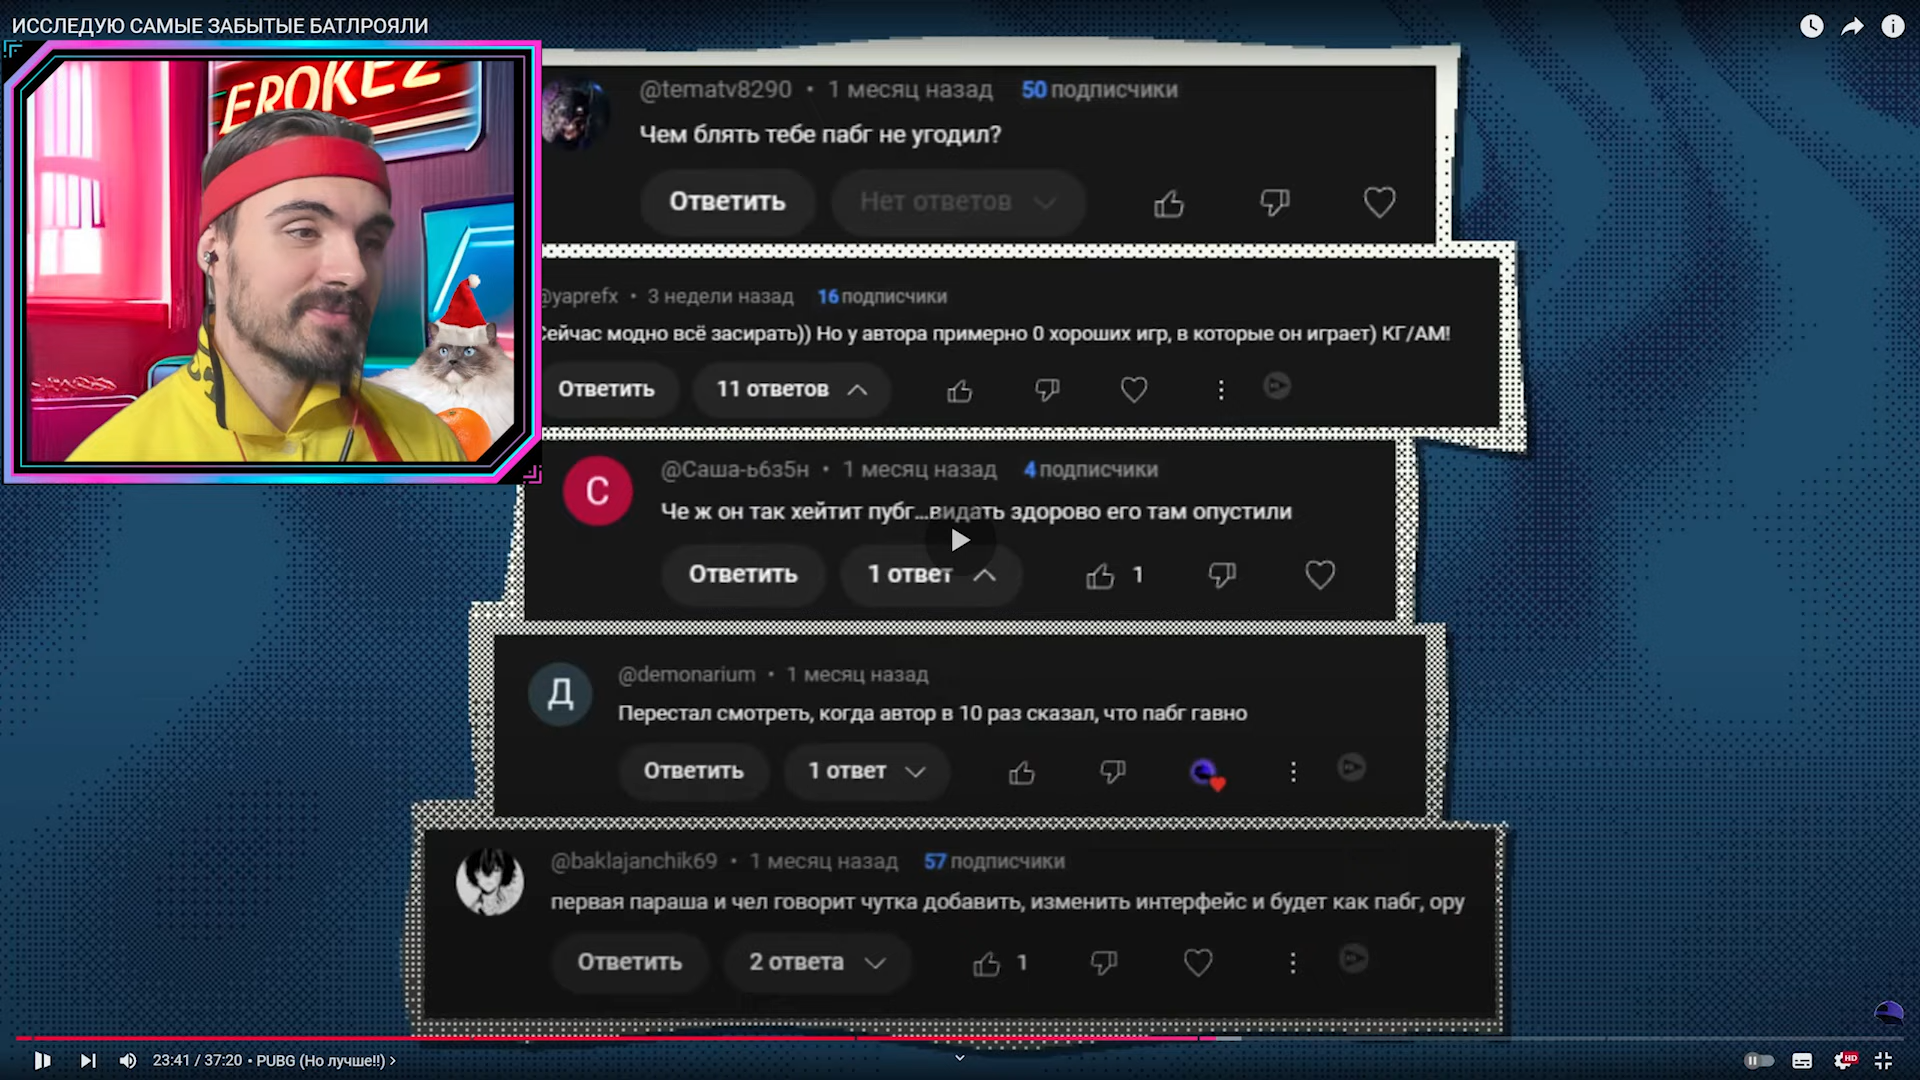 ИССЛЕДУЮ САМЫЕ ЗАБЫТЫЕ БАТЛРОЯЛИ
EROKEZ
@tematv8290 • 1 месяц назад 50 подписчики
Чем блять тебе пабг не угодил?
Ответить Нет ответов
@yaprefx • 3 недели назад 16 подписчики
Сейчас модно всё засирать)) Но у автора примерно 0 хороших игр, в которые он играет) КГ/АМ!
Ответить 11 ответов
С
@Саша-ь6з5н • 1 месяц назад 4 подписчики
Че ж он так хейтит пубг...видать здорово его там опустили
Ответить 1 ответ 1
Д
@demonarium • 1 месяц назад
Перестал смотреть, когда автор в 10 раз сказал, что пабг гавно
Ответить 1 ответ
@baklajanchik69 • 1 месяц назад 57 подписчики
первая параша и чел говорит чутка добавить, изменить интерфейс и будет как пабг, ору
Ответить 2 ответа 1
23:41 / 37:20 • PUBG (Но лучше!!) ›
HD